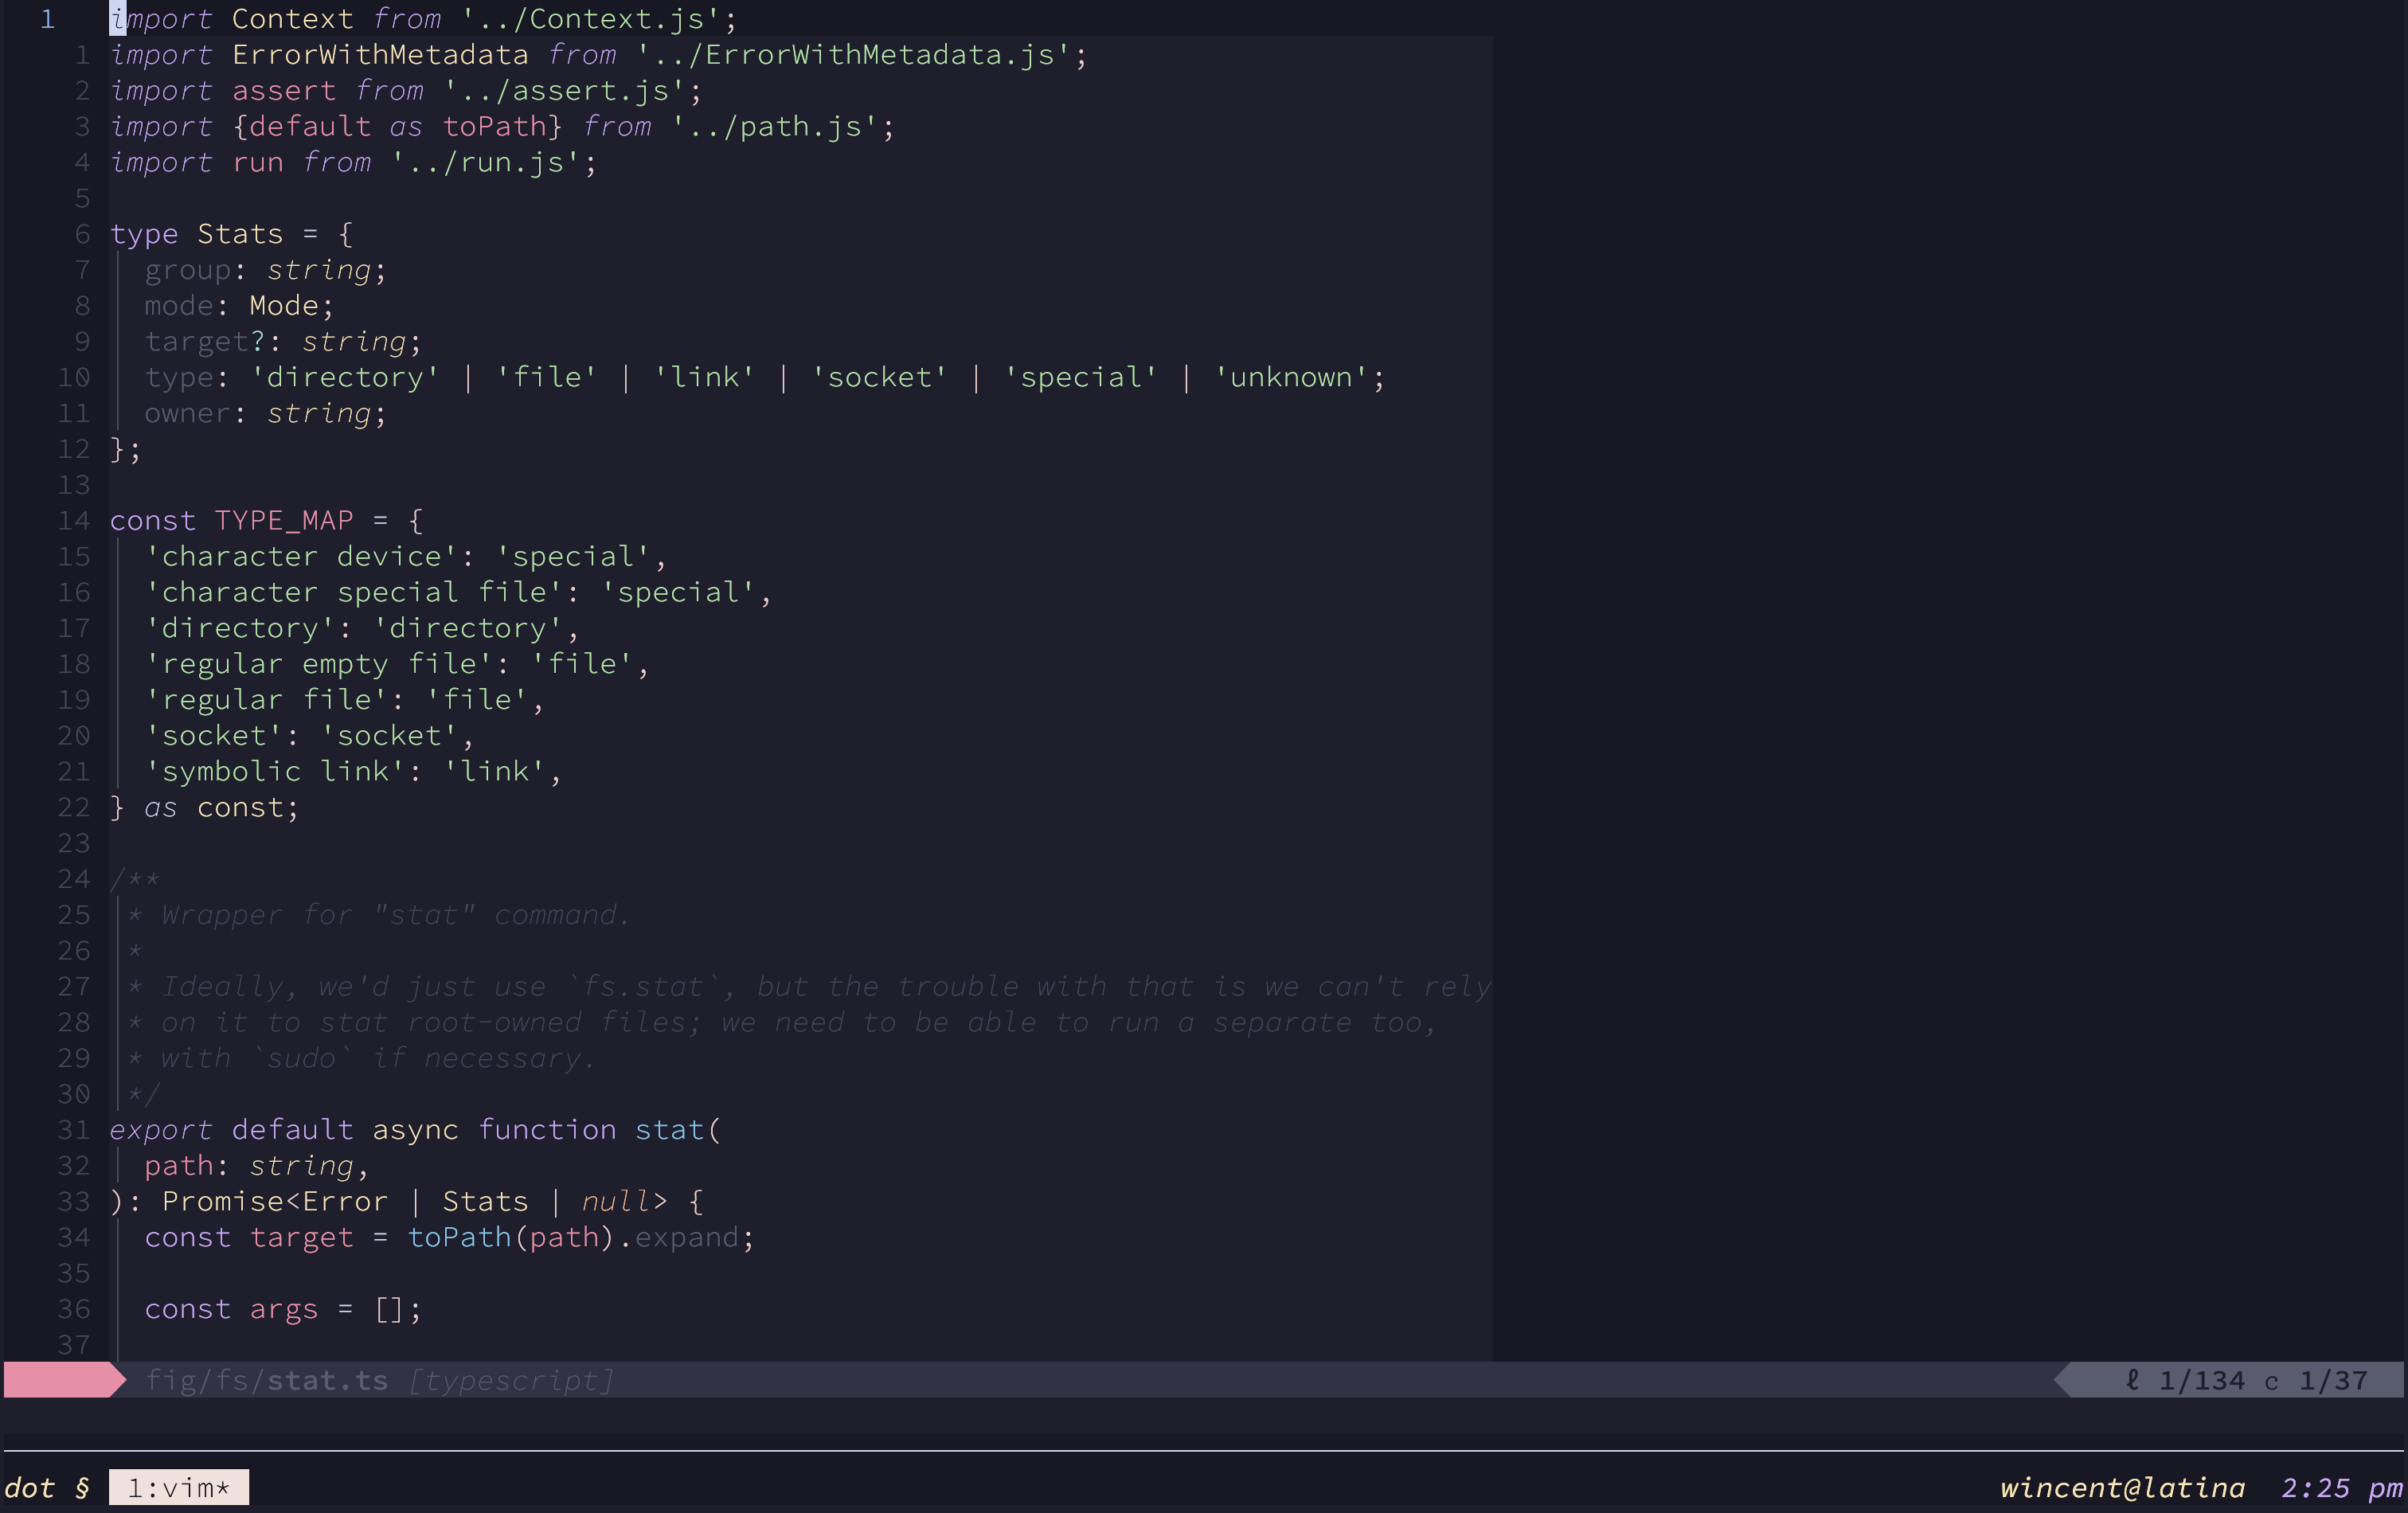 1 import Context from '../Context.js';
1 import ErrorWithMetadata from '../ErrorWithMetadata.js';
2 import assert from '../assert.js';
3 import {default as toPath} from '../path.js';
4 import run from '../run.js';
5
6 type Stats = {
7 group: string;
8 mode: Mode;
9 target?: string;
10 type: 'directory' | 'file' | 'link' | 'socket' | 'special' | 'unknown';
11 owner: string;
12 };
13
14 const TYPE_MAP = {
15 'character device': 'special',
16 'character special file': 'special',
17 'directory': 'directory',
18 'regular empty file': 'file',
19 'regular file': 'file',
20 'socket': 'socket',
21 'symbolic link': 'link',
22 } as const;
23
24 /**
25 * Wrapper for "stat" command.
26 *
27 * Ideally, we'd just use `fs.stat`, but the trouble with that is we can't rely
28 * on it to stat root-owned files; we need to be able to run a separate too,
29 * with `sudo` if necessary.
30 */
31 export default async function stat(
32 path: string,
33 ): Promise<Error | Stats | null> {
34 const target = toPath(path).expand;
35
36 const args = [];
37
fig/fs/stat.ts [typescript] ℓ 1/134 c 1/37
dot § 1:vim* wincent@latina 2:25 pm